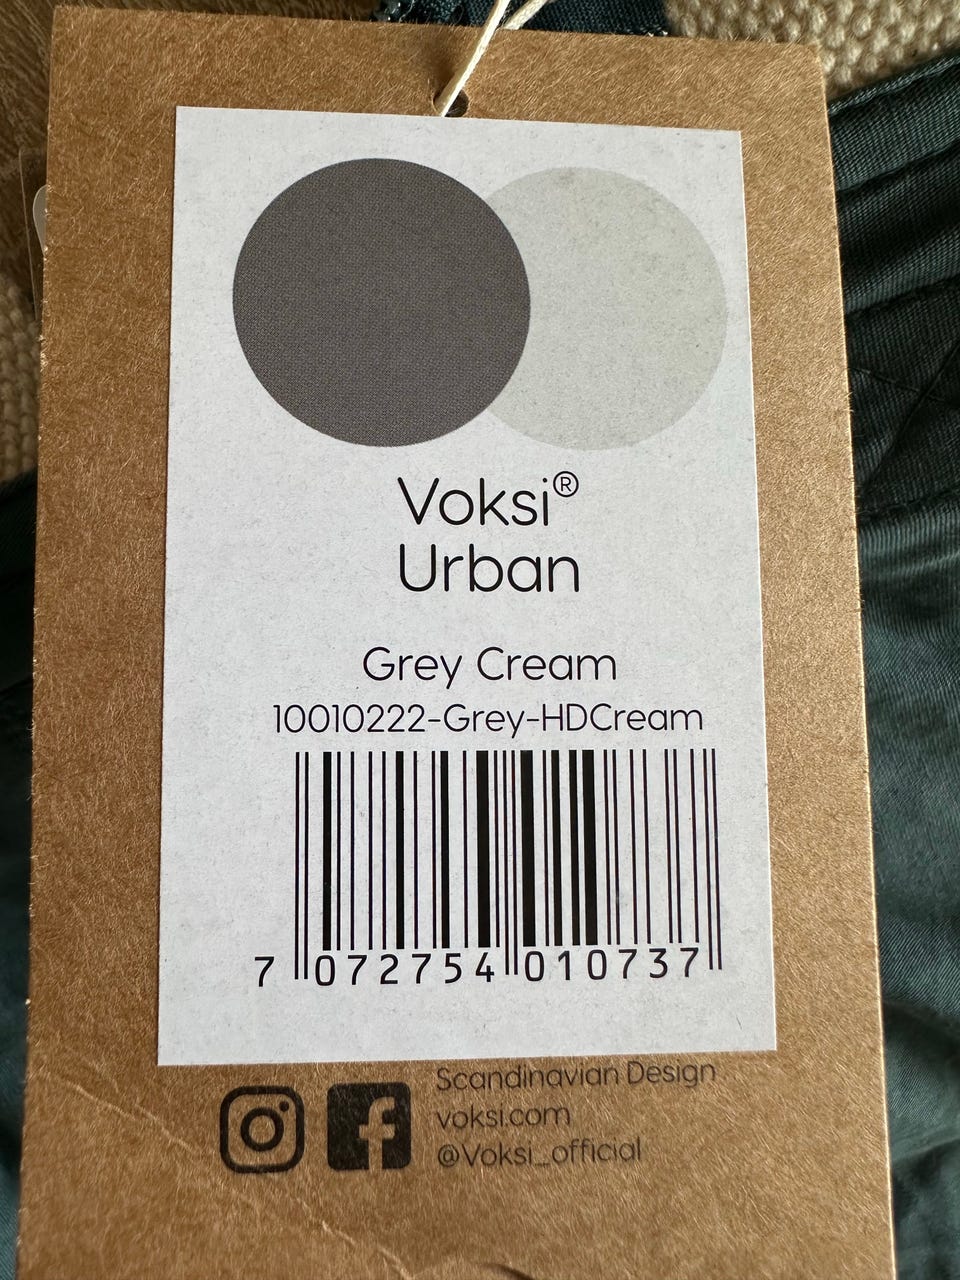 Voksi®
Urban
Grey Cream
10010222-Grey-HDCream
7 072754 010737
Scandinavian Design
voksi.com
@Voksi_official